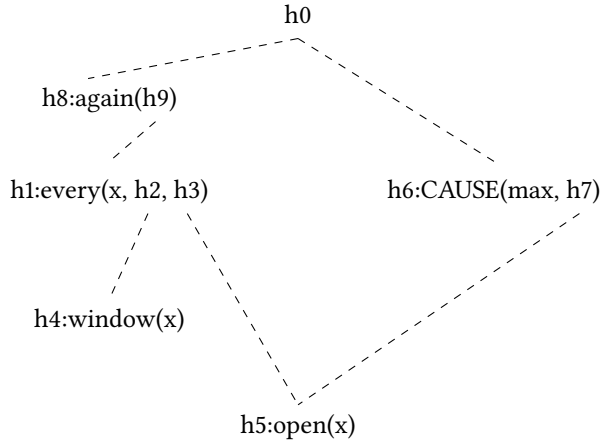 h0
h8:again(h9)
h1:every(x, h2, h3)
h6:CAUSE(max, h7)
h4:window(x)
h5:open(x)